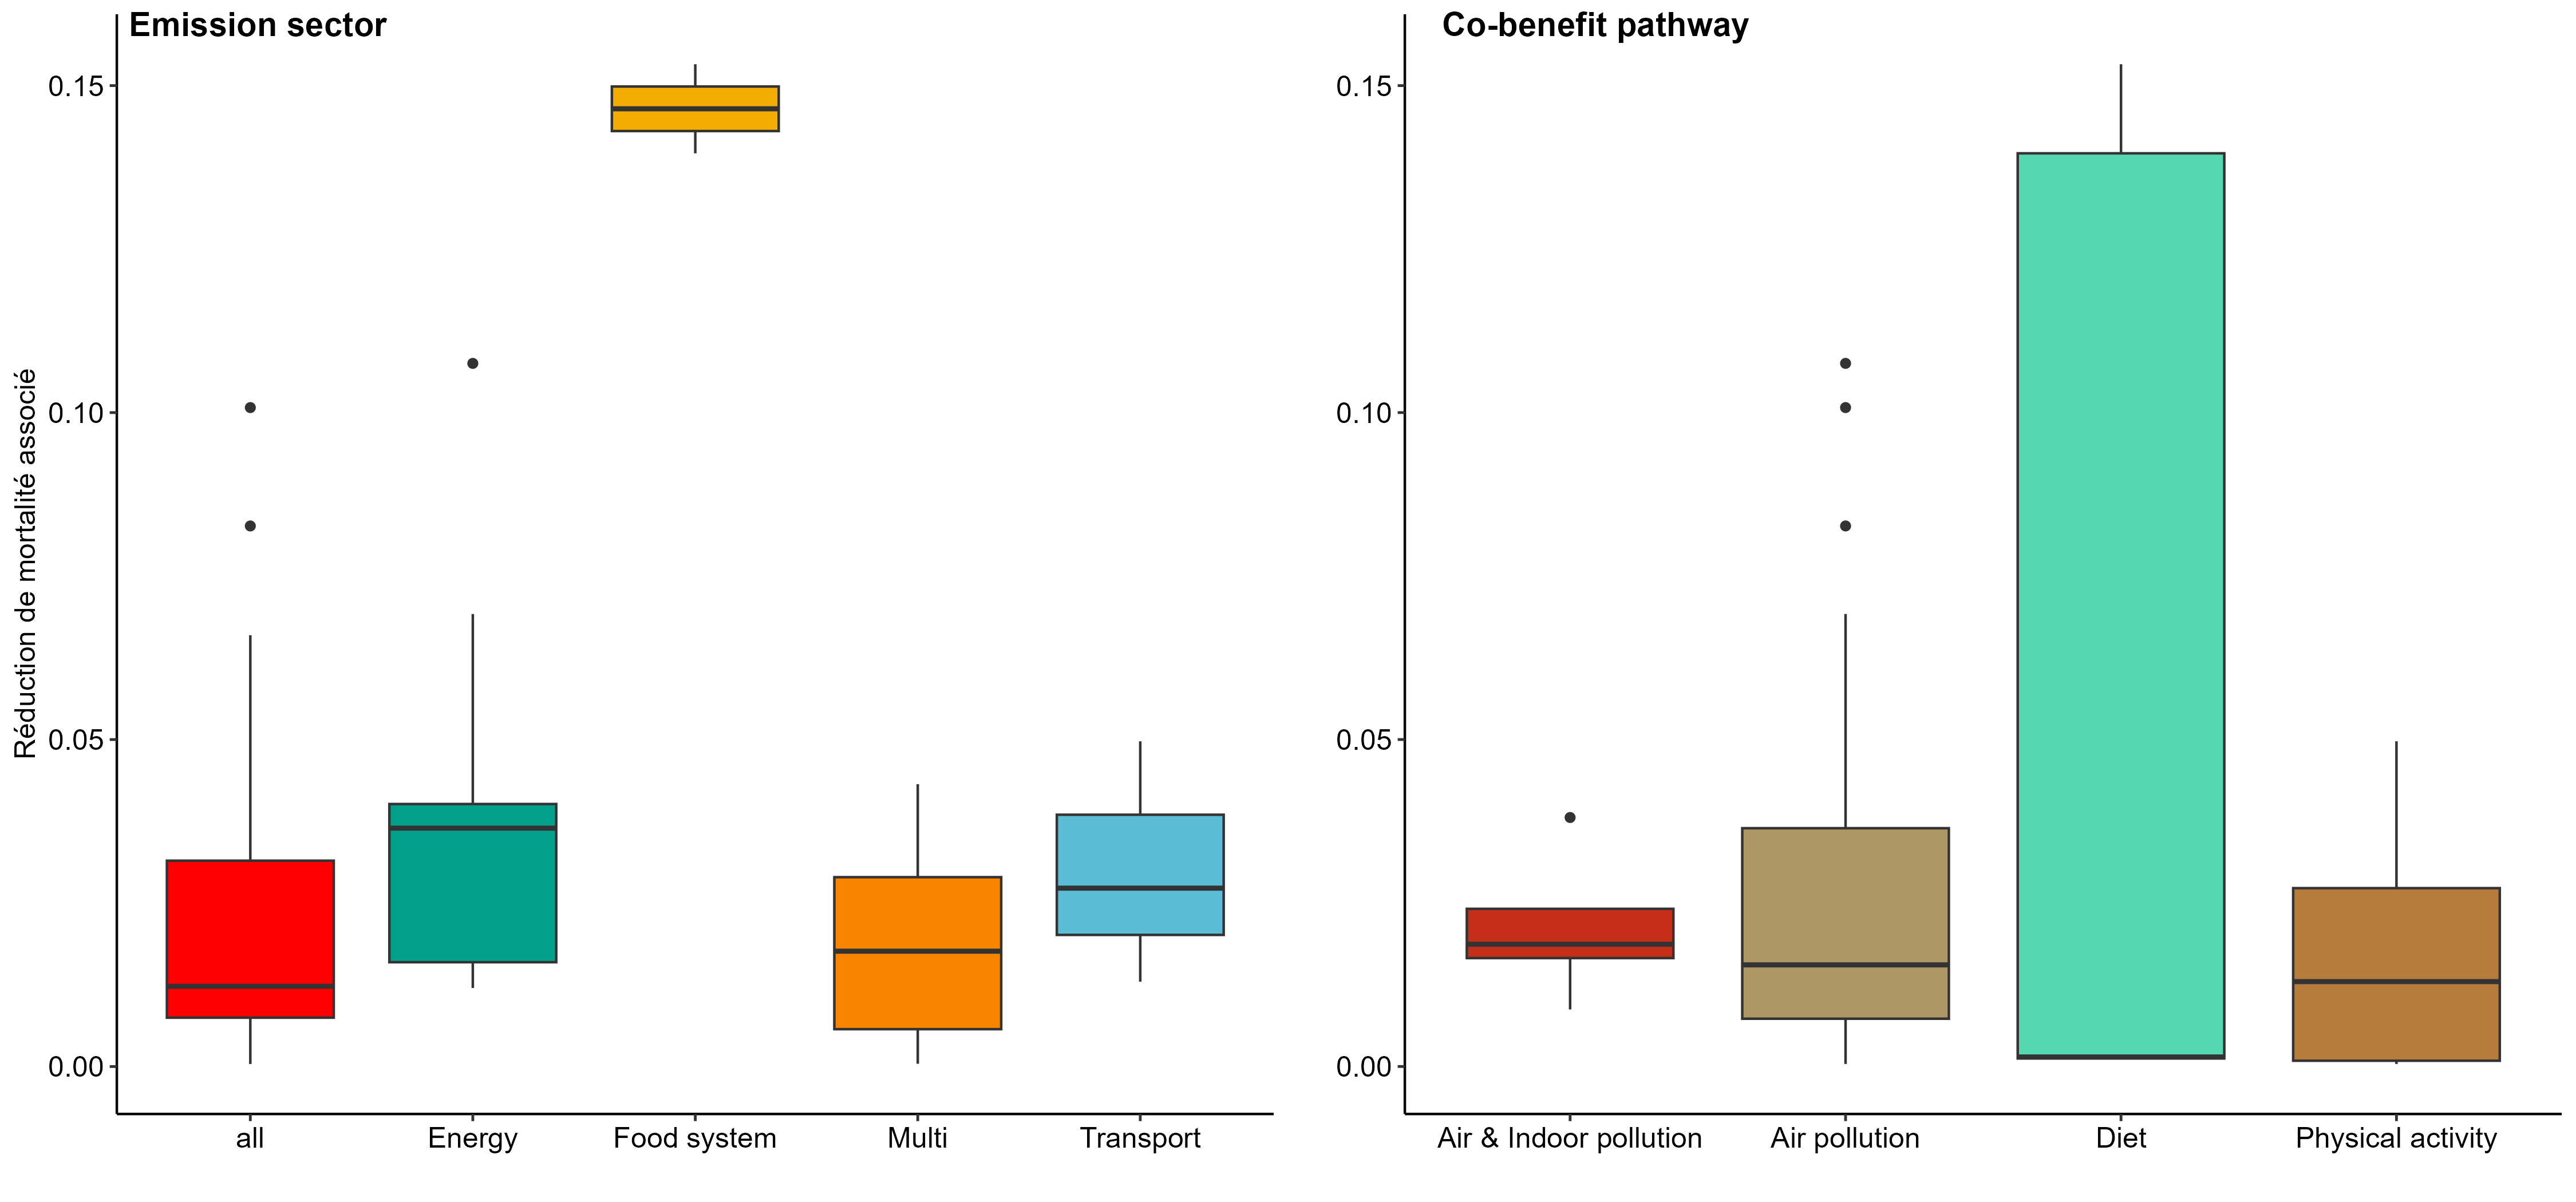 Emission sector
Réduction de mortalité associé
0.15
0.10
0.05
0.00
all
Energy
Food system
Multi
Transport
Co-benefit pathway
0.15
0.10
0.05
0.00
Air & Indoor pollution
Air pollution
Diet
Physical activity